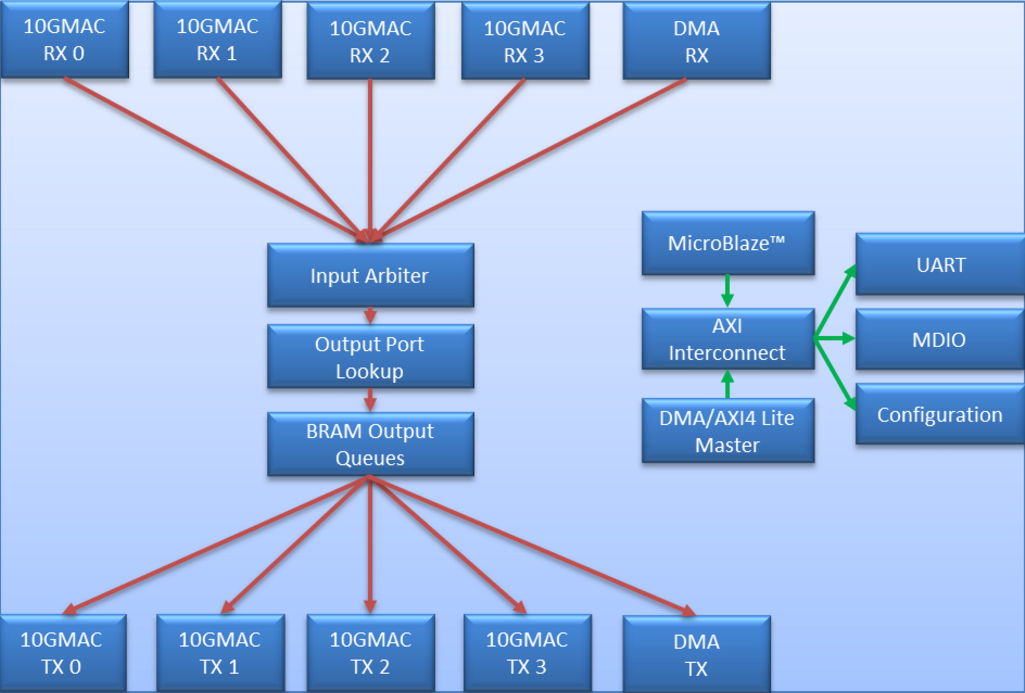 10GMAC
RX 0
10GMAC
RX 1
10GMAC
RX 2
10GMAC
RX 3
DMA
RX
Input Arbiter
Output Port
Lookup
BRAM Output
Queues
MicroBlaze™
AXI
Interconnect
DMA/AXI4 Lite
Master
UART
MDIO
Configuration
10GMAC
TX 0
10GMAC
TX 1
10GMAC
TX 2
10GMAC
TX 3
DMA
TX